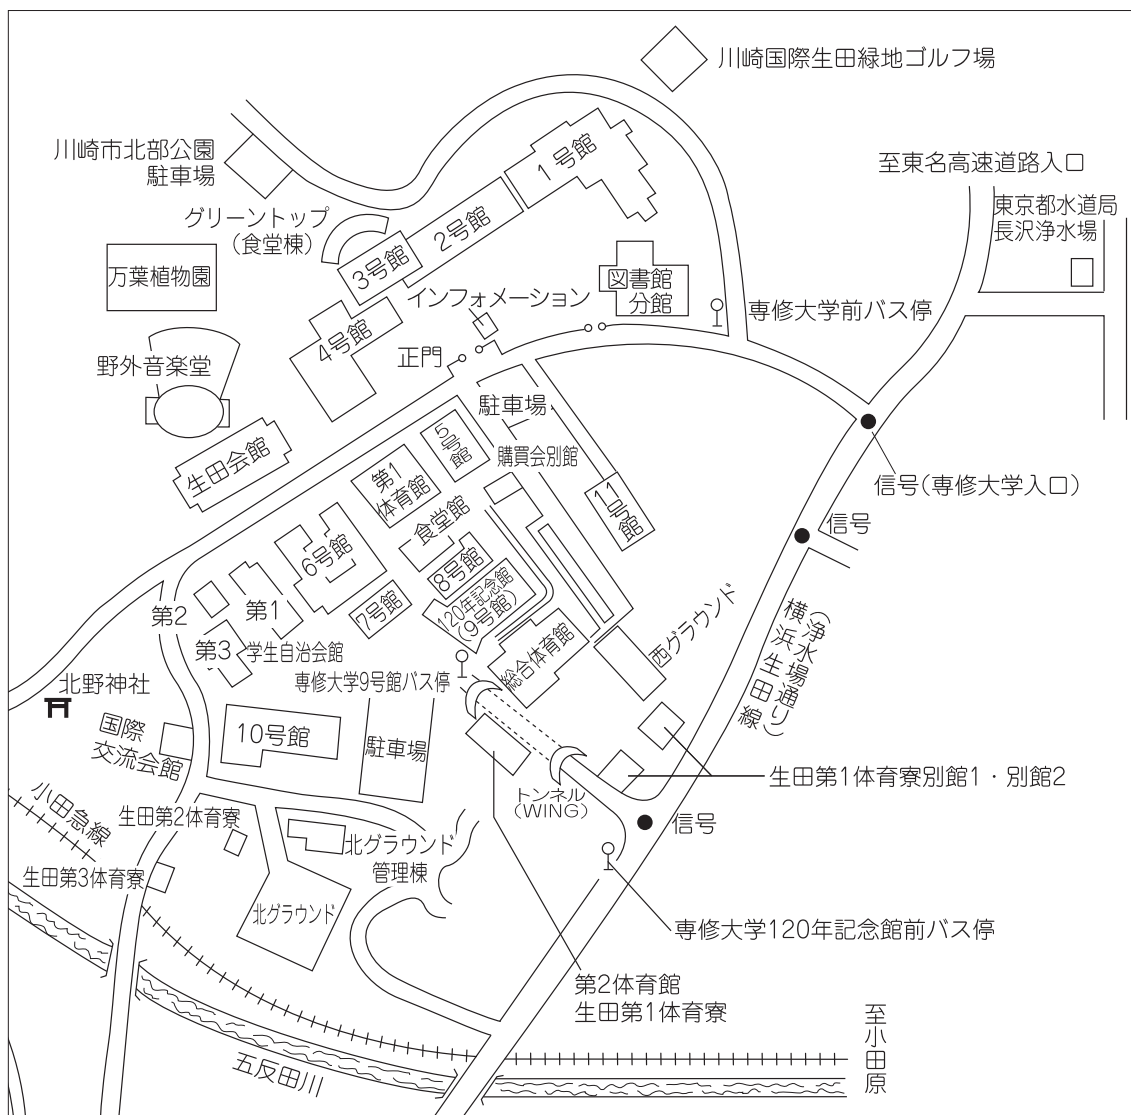 川崎国際生田緑地ゴルフ場
川崎市北部公園
駐車場
至東名高速道路入口
1号館
東京都水道局
長沢浄水場
グリーントップ
(食堂棟)
2号館
3号館
万葉植物園
図書館
分館
インフォメーション
専修大学前バス停
4号館
正門
野外音楽堂
駐車場
5号館
購買会別館
生田会館
第1
体育館
信号(専修大学入口)
11号館
食堂館
信号
6号館
8号館
120年記念館
(9号館)
7号館
第2
第1
第3
学生自治会館
西グラウンド
(浄水場通り)
横浜生田線
総合体育館
専修大学9号館バス停
北野神社
国際
交流会館
10号館
駐車場
生田第1体育寮別館1・別館2
トンネル
(WING)
小田急線
生田第2体育寮
信号
北グラウンド
管理棟
生田第3体育寮
北グラウンド
専修大学120年記念館前バス停
第2体育館
生田第1体育寮
至小田原
五反田川